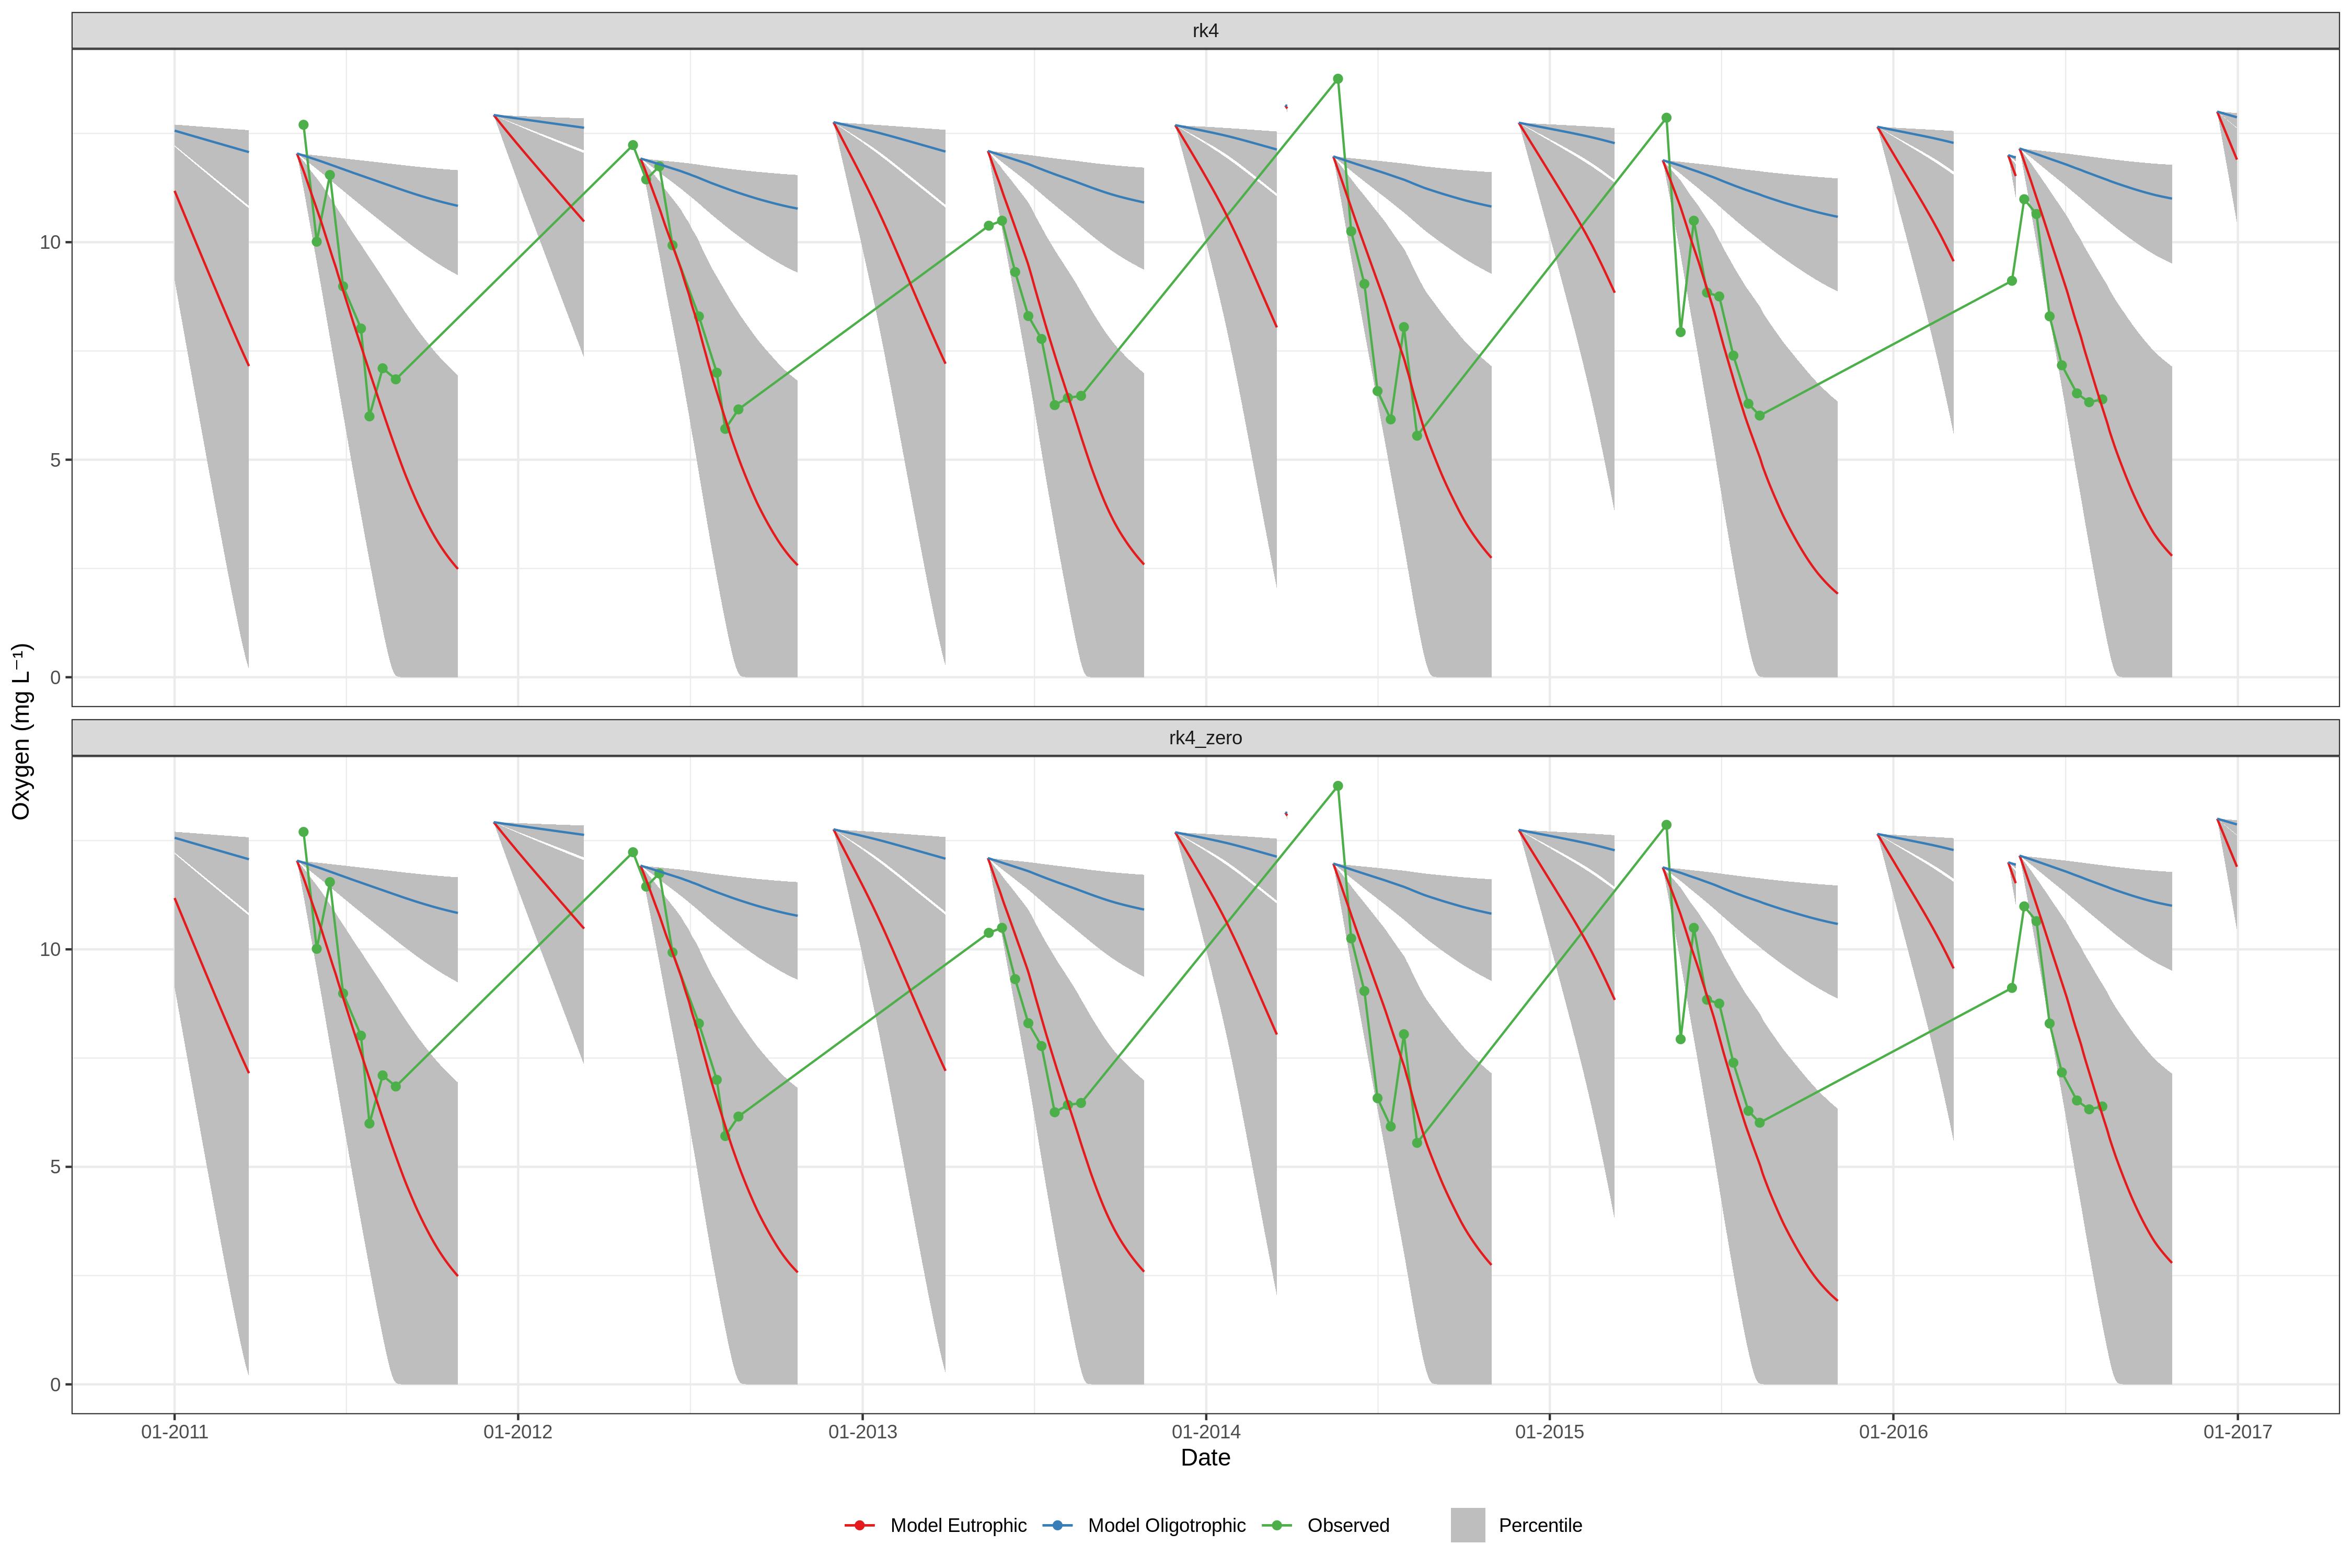 rk4
10
5
0
Oxygen (mg L⁻¹)
rk4_zero
10
5
0
01-2011 01-2012 01-2013 01-2014 01-2015 01-2016 01-2017
Date
Model Eutrophic Model Oligotrophic Observed Percentile